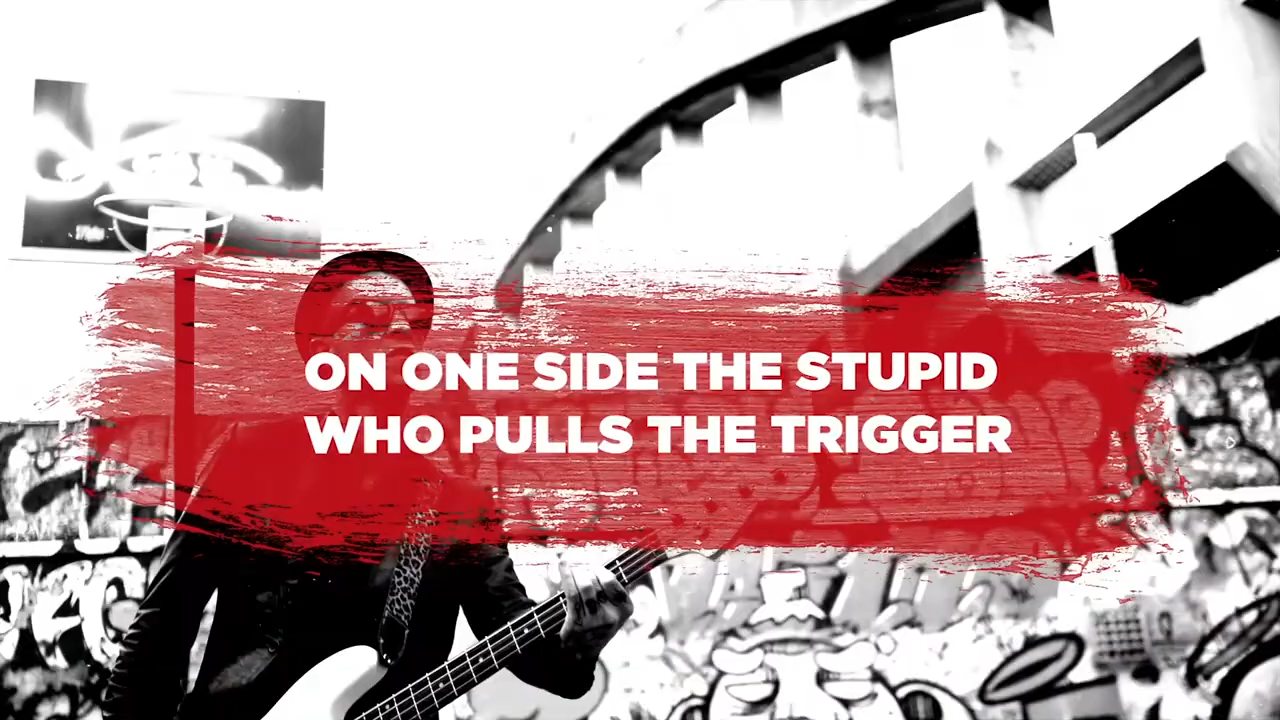 ON ONE SIDE THE STUPID
WHO PULLS THE TRIGGER